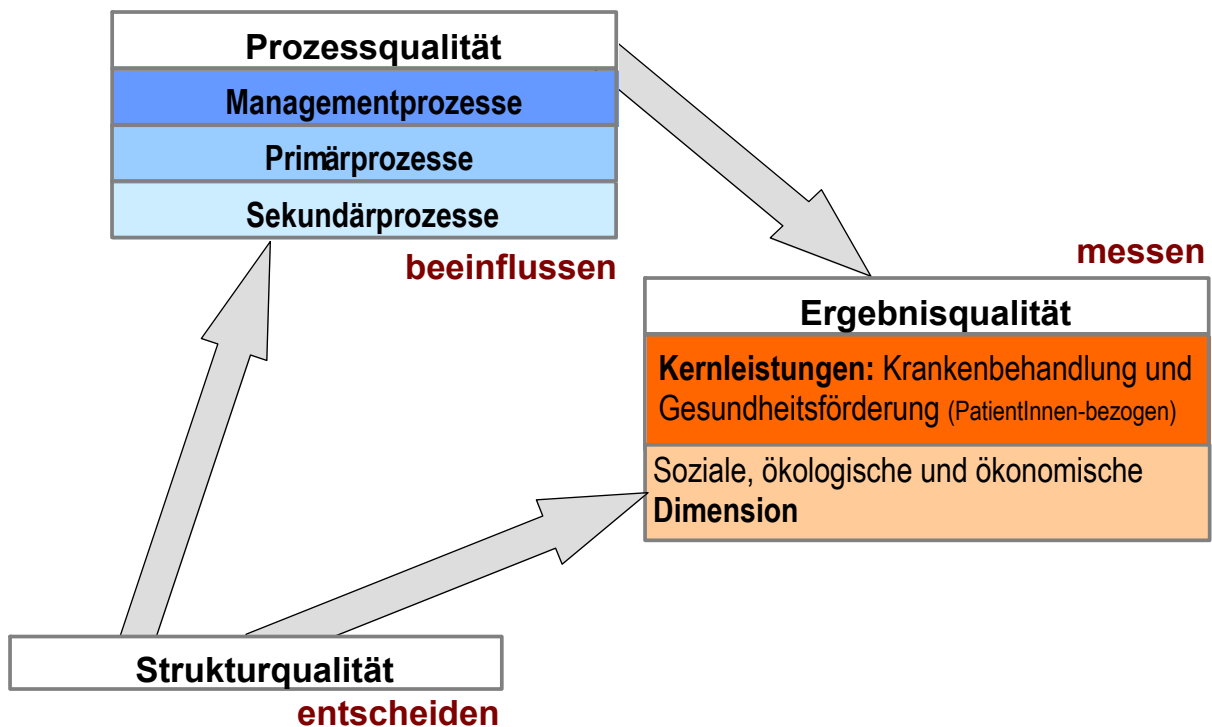 Prozessqualität
Managementprozesse
Primärprozesse
Sekundärprozesse
beeinflussen
messen
Ergebnisqualität
Kernleistungen: Krankenbehandlung und
Gesundheitsförderung (PatientInnen-bezogen)
Soziale, ökologische und ökonomische
Dimension
Strukturqualität
entscheiden